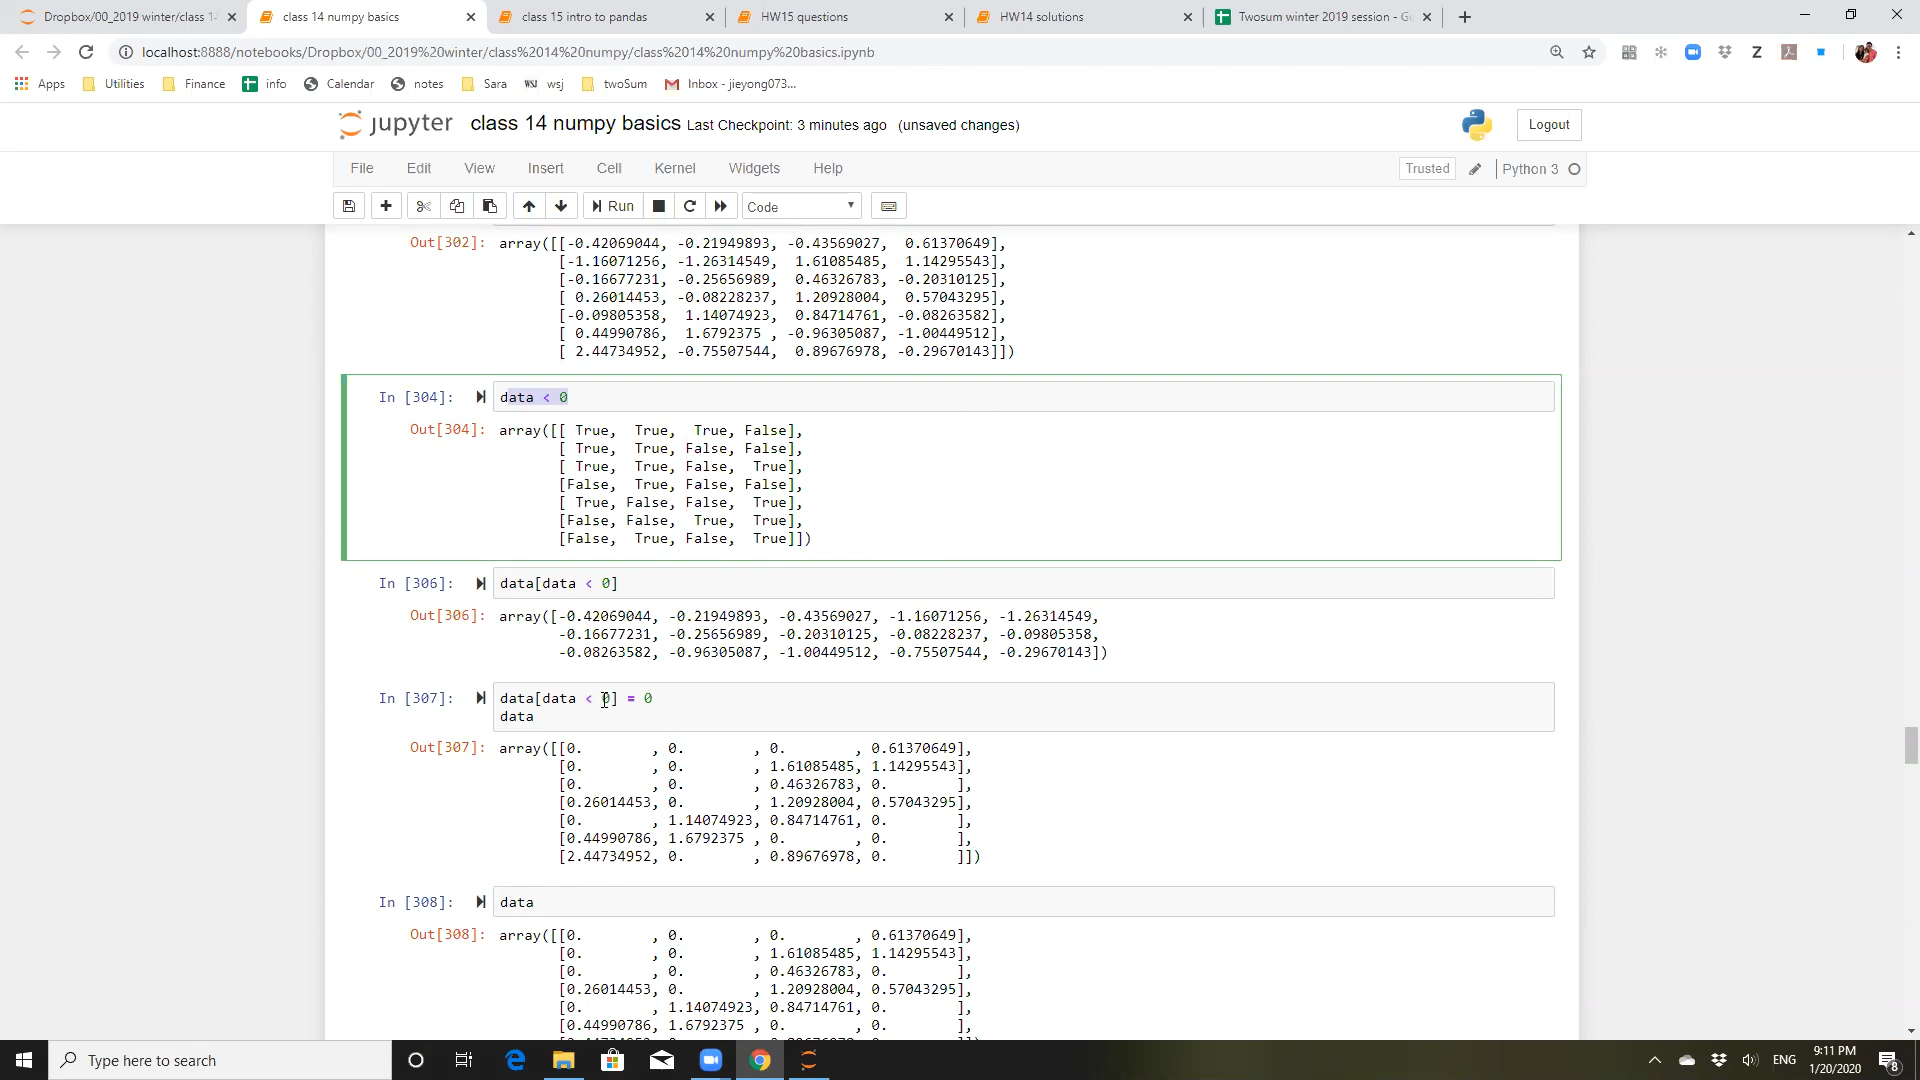 Dropbox/00_2019 winter/class 14
class 14 numpy basics
class 15 intro to pandas
HW15 questions
HW14 solutions
Twosum winter 2019 session - Go
localhost:8888/notebooks/Dropbox/00_2019%20winter/class%2014%20numpy/class%2014%20numpy%20basics.ipynb
Apps
Utilities
Finance
info
Calendar
notes
Sara
WSJ wsj
twoSum
Inbox - jieyong073...
jupyter class 14 numpy basics Last Checkpoint: 3 minutes ago (unsaved changes)
Logout
File Edit View Insert Cell Kernel Widgets Help
Trusted
Python 3
Run
Code
Out[302]: array([[-0.42069044, -0.21949893, -0.43569027,  0.61370649],
[-1.16071256, -1.26314549,  1.61085485,  1.14295543],
[-0.16677231, -0.25656989,  0.46326783, -0.20310125],
[ 0.26014453, -0.08228237,  1.20928004,  0.57043295],
[-0.09805358,  1.14074923,  0.84714761, -0.08263582],
[ 0.44990786,  1.6792375 , -0.96305087, -1.00449512],
[ 2.44734952, -0.75507544,  0.89676978, -0.29670143]])
In [304]: data < 0
Out[304]: array([[ True,  True,  True, False],
[ True,  True, False, False],
[ True,  True, False,  True],
[False,  True, False, False],
[ True, False, False,  True],
[False, False,  True,  True],
[False,  True, False,  True]])
In [306]: data[data < 0]
Out[306]: array([-0.42069044, -0.21949893, -0.43569027, -1.16071256, -1.26314549,
-0.16677231, -0.25656989, -0.20310125, -0.08228237, -0.09805358,
-0.08263582, -0.96305087, -1.00449512, -0.75507544, -0.29670143])
In [307]: data[data < 0] = 0
data
Out[307]: array([[0.        , 0.        , 0.        , 0.61370649],
[0.        , 0.        , 1.61085485, 1.14295543],
[0.        , 0.        , 0.46326783, 0.        ],
[0.26014453, 0.        , 1.20928004, 0.57043295],
[0.        , 1.14074923, 0.84714761, 0.        ],
[0.44990786, 1.6792375 , 0.        , 0.        ],
[2.44734952, 0.        , 0.89676978, 0.        ]])
In [308]: data
Out[308]: array([[0.        , 0.        , 0.        , 0.61370649],
[0.        , 0.        , 1.61085485, 1.14295543],
[0.        , 0.        , 0.46326783, 0.        ],
[0.26014453, 0.        , 1.20928004, 0.57043295],
[0.        , 1.14074923, 0.84714761, 0.        ],
[0.44990786, 1.6792375 , 0.        , 0.        ],
Type here to search
ENG
9:11 PM
1/20/2020
8